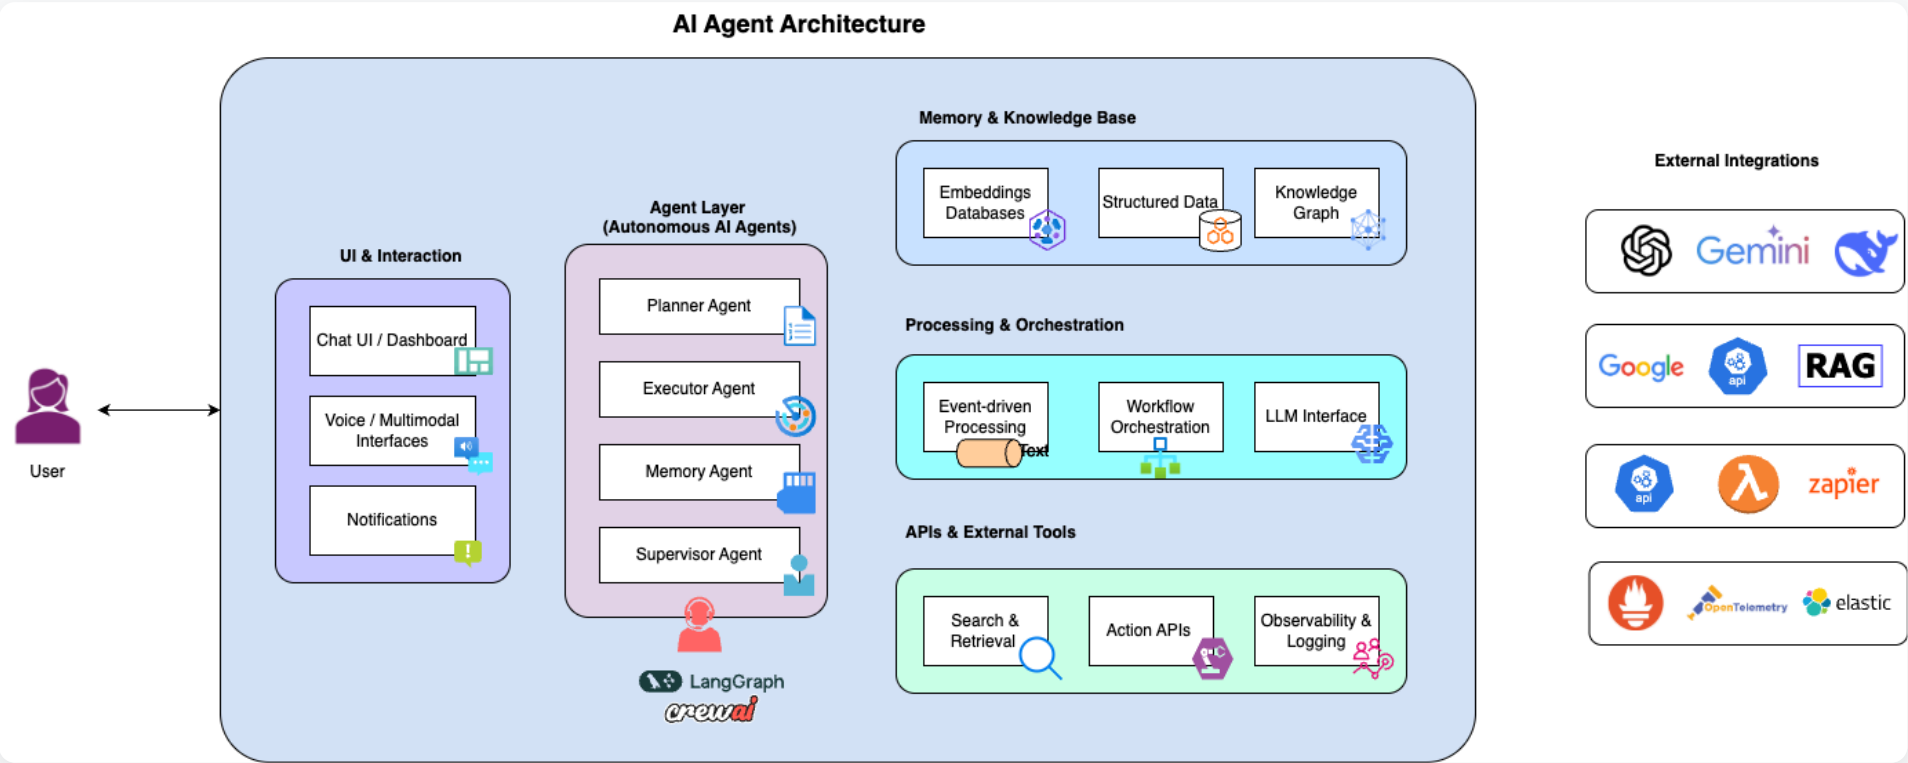 AI Agent Architecture
Memory & Knowledge Base
Embeddings
Databases
Structured Data
Knowledge
Graph
External Integrations
Gemini
Agent Layer
(Autonomous AI Agents)
UI & Interaction
Chat UI / Dashboard
Voice / Multimodal
Interfaces
Notifications
User
Planner Agent
Executor Agent
Memory Agent
Supervisor Agent
LangGraph
crewai
Processing & Orchestration
Event-driven
Processing
Text
Workflow
Orchestration
LLM Interface
APIs & External Tools
Search &
Retrieval
Action APIs
Observability &
Logging
Google
api
RAG
api
zapier
OpenTelemetry
elastic